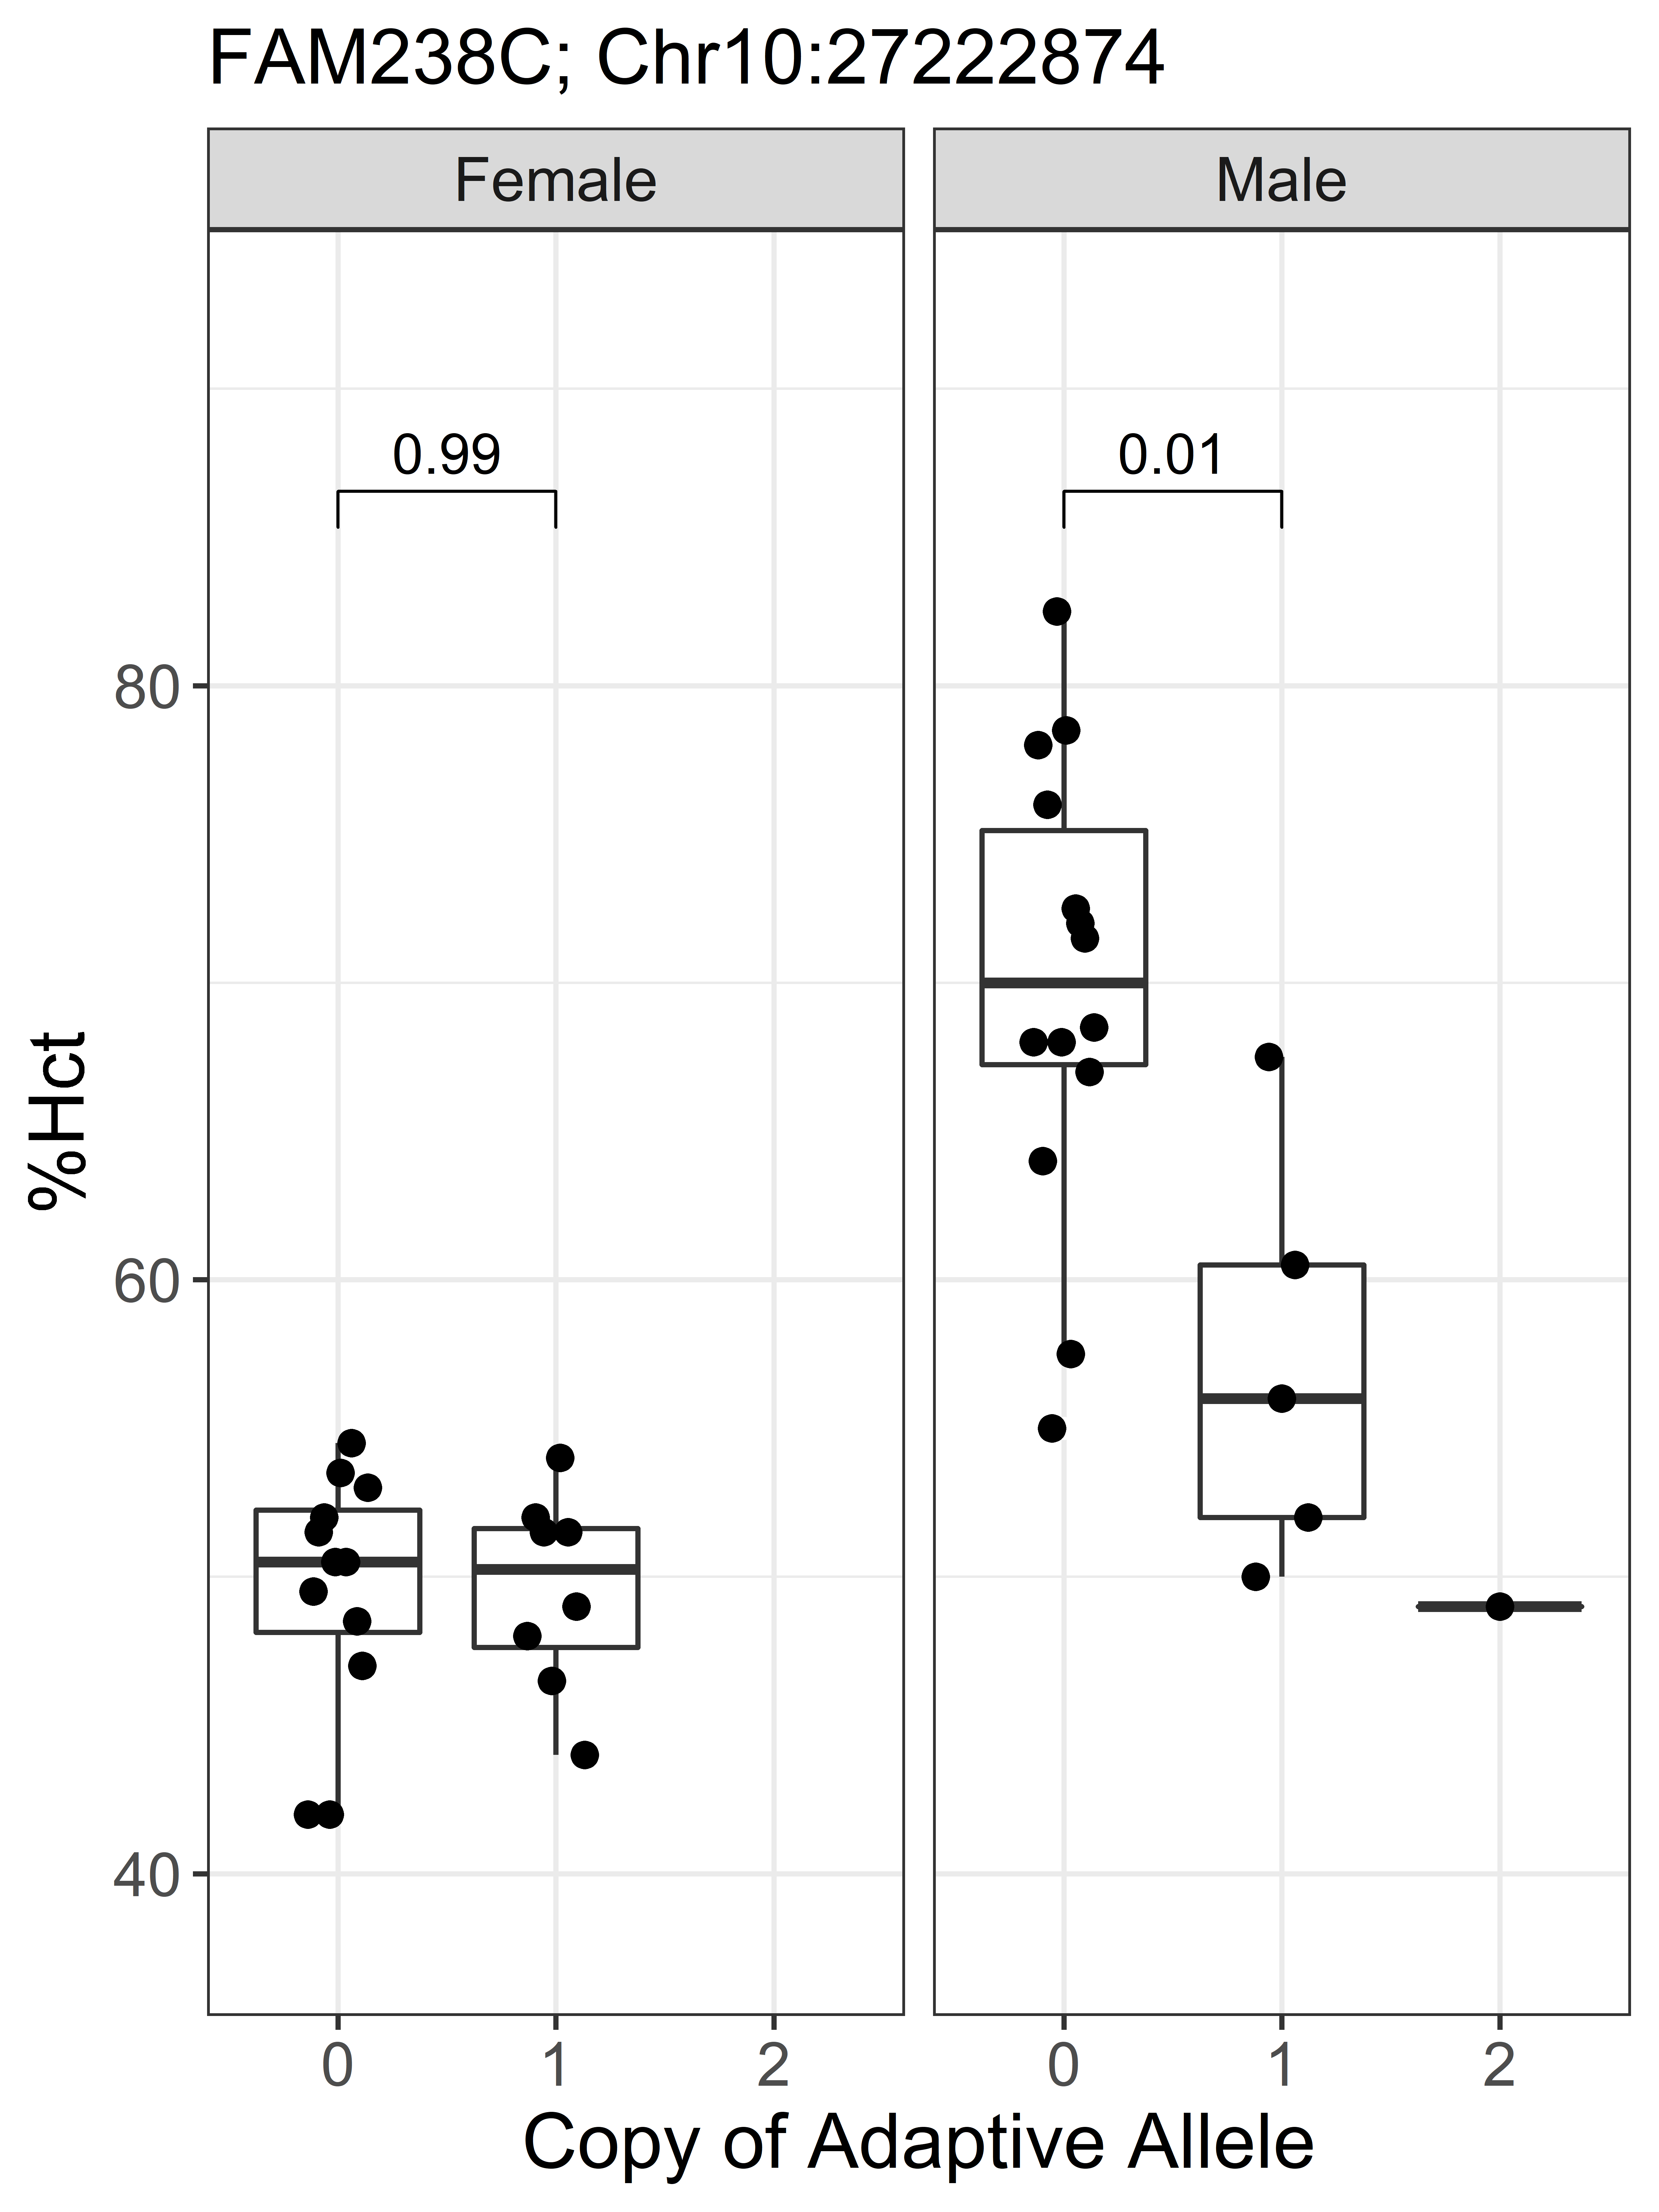 FAM238C; Chr10:27222874
Female
Male
0.99
0.01
80
60
40
%Hct
0 1 2
0 1 2
Copy of Adaptive Allele